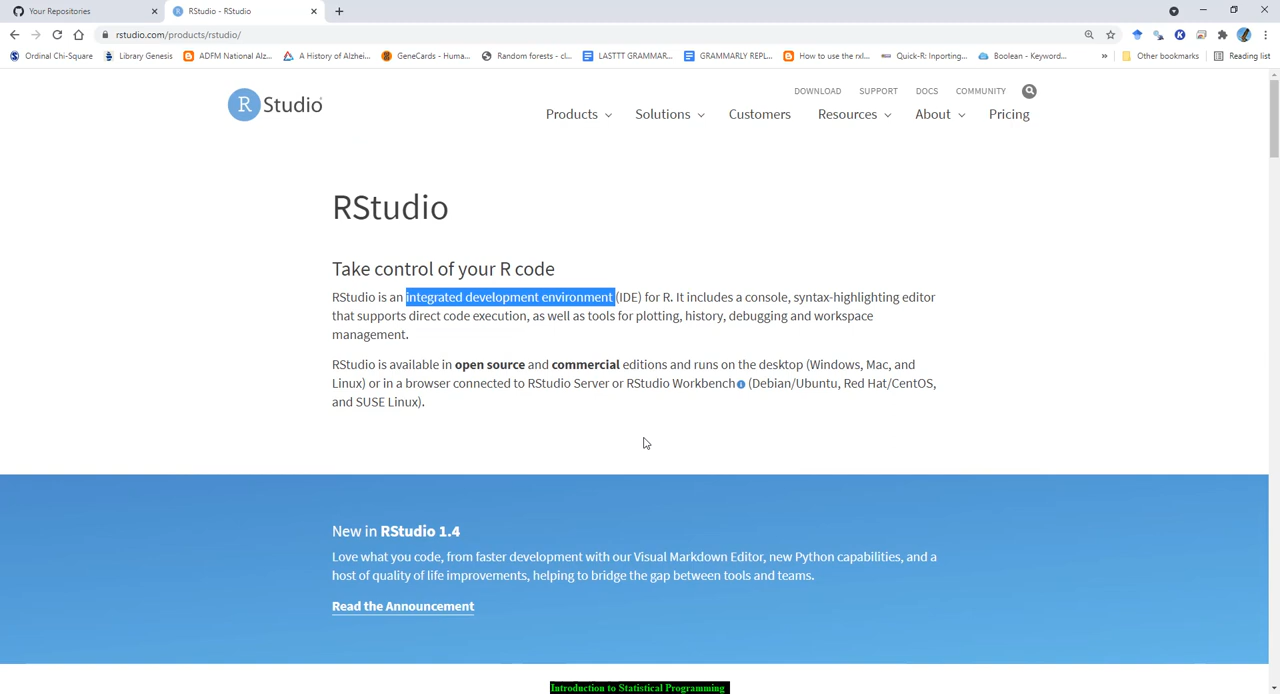 Your Repositories
RStudio - RStudio
rstudio.com/products/rstudio/
Ordinal Chi-Square
Library Genesis
ADFM National Alz...
A History of Alzhei...
GeneCards - Huma...
Random forests - cl...
LASTTT GRAMMAR...
GRAMMARLY REPL...
How to use the rxl...
Quick-R: Inporting...
Boolean - Keyword...
»
Other bookmarks
Reading list
R Studio
DOWNLOAD SUPPORT DOCS COMMUNITY
Products Solutions Customers Resources About Pricing
RStudio
Take control of your R code
RStudio is an integrated development environment (IDE) for R. It includes a console, syntax-highlighting editor
that supports direct code execution, as well as tools for plotting, history, debugging and workspace
management.
RStudio is available in open source and commercial editions and runs on the desktop (Windows, Mac, and
Linux) or in a browser connected to RStudio Server or RStudio Workbench (Debian/Ubuntu, Red Hat/CentOS,
and SUSE Linux).
New in RStudio 1.4
Love what you code, from faster development with our Visual Markdown Editor, new Python capabilities, and a
host of quality of life improvements, helping to bridge the gap between tools and teams.
Read the Announcement
Introduction to Statistical Programming